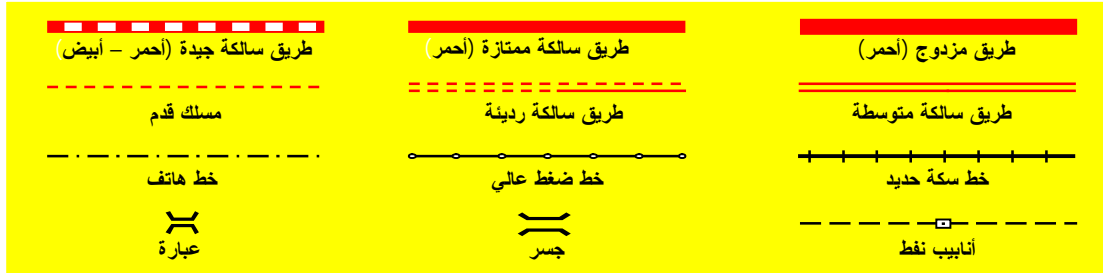 طريق مزدوج (أحمر)
طريق سالكة ممتازة (أحمر)
طريق سالكة جيدة (أحمر – أبيض)
طريق سالكة متوسطة
طريق سالكة رديئة
مسلك قدم
خط سكة حديد
خط ضغط عالي
خط هاتف
أنابيب نفط
جسر
عبارة